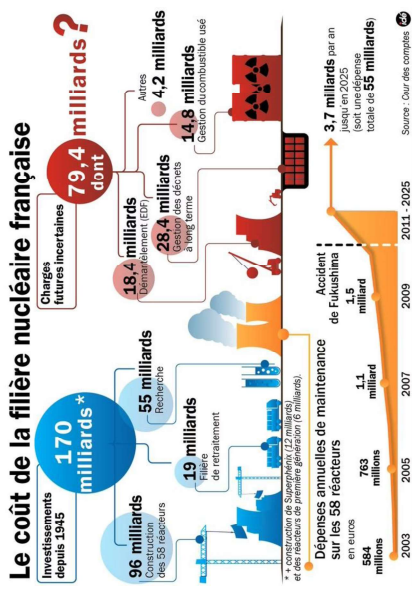 Le coût de la filière nucléaire française
Investissements
depuis 1945
170
milliards*
96 milliards
Construction
des 58 réacteurs
19 milliards
Filière
de retraitement
55 milliards
Recherche
Charges
futures incertaines
79,4 milliards?
dont
18,4 milliards
Démantèlement (EDF)
28,4 milliards
Gestion des déchets
à long terme
14,8 milliards
Gestion du combustible usé
Autres
4,2 milliards
* + construction de Superphénix (12 milliards)
et des réacteurs de première génération (6 milliards).
Dépenses annuelles de maintenance
sur les 58 réacteurs
en euros
584
millions
763
millions
1,1
milliard
Accident
de Fukushima
1,5
milliard
3,7 milliards par an
jusqu'en 2025
(soit une dépense
totale de 55 milliards)
2003
2005
2007
2009
2011 - 2025
Source : Cour des comptes
idé